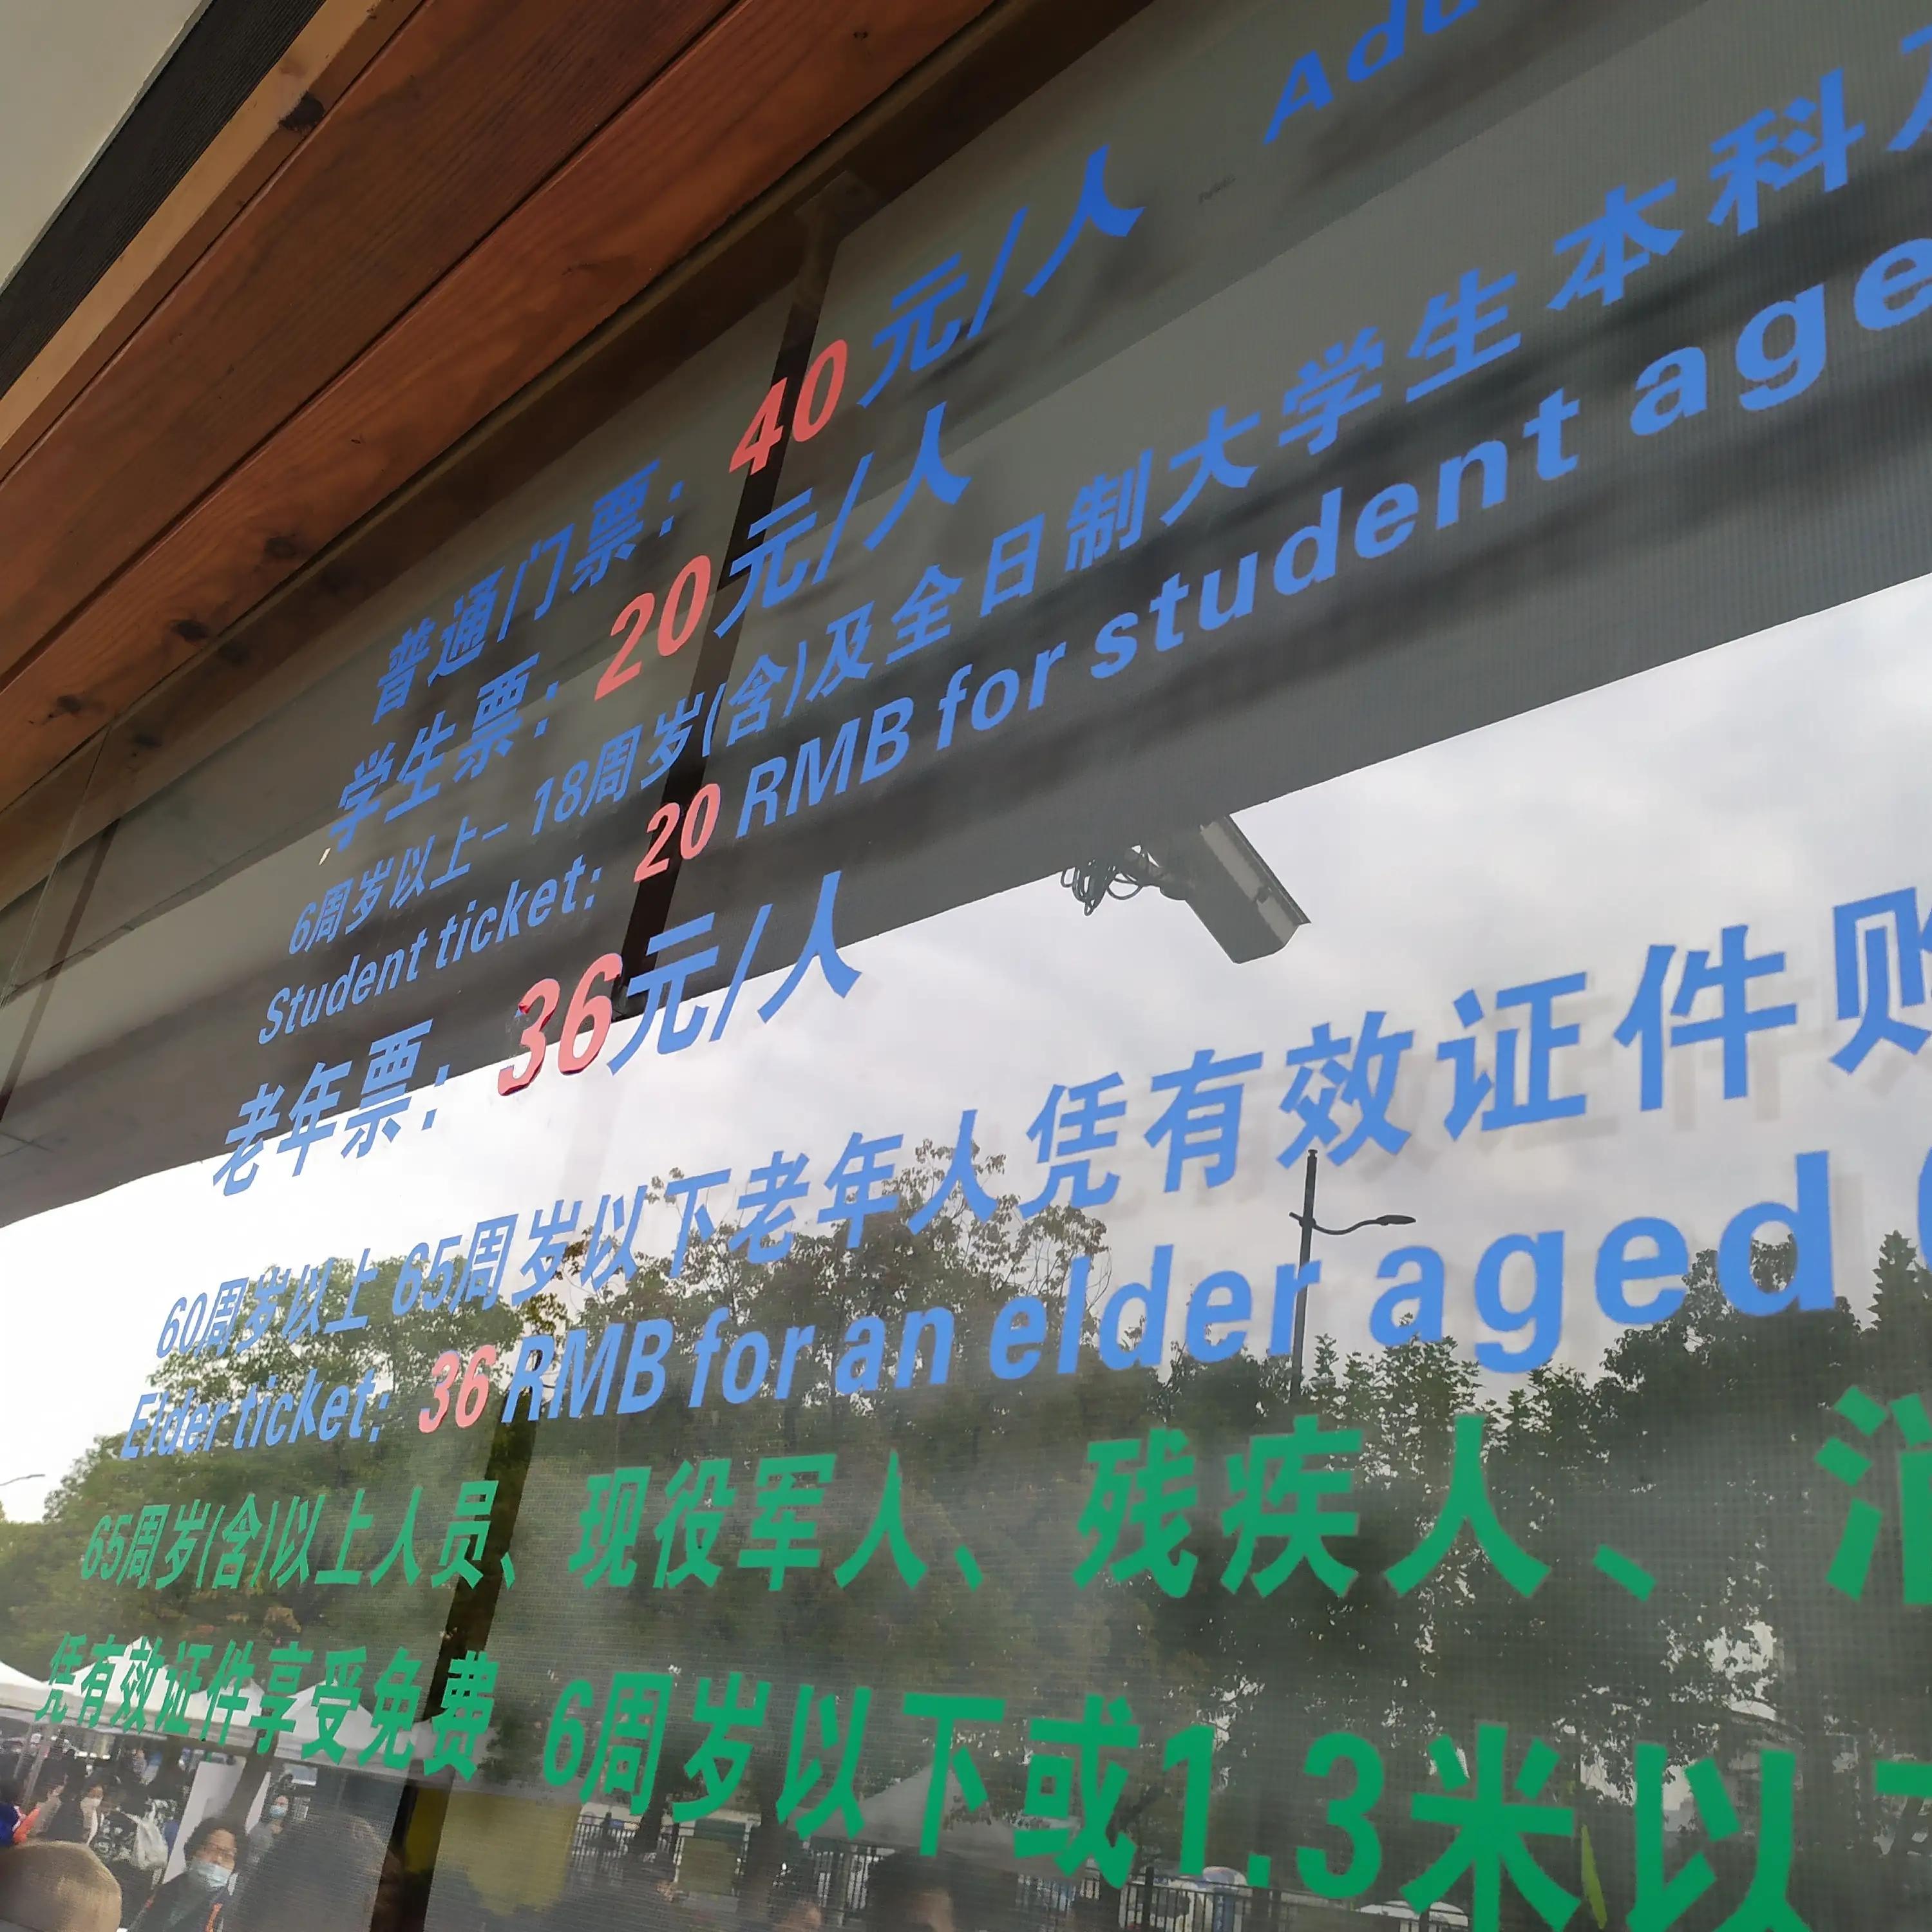 普通门票：40元/人 Adu
学生票：20元/人
6周岁以上-18周岁(含)及全日制大学生本科
Student ticket: 20 RMB for student age
老年票：36元/人
60周岁以上65周岁以下老年人凭有效证件购
Elder ticket: 36 RMB for an elder aged
65周岁(含)以上人员、现役军人、残疾人、消
凭有效证件享受免费 6周岁以下或1.3米以下